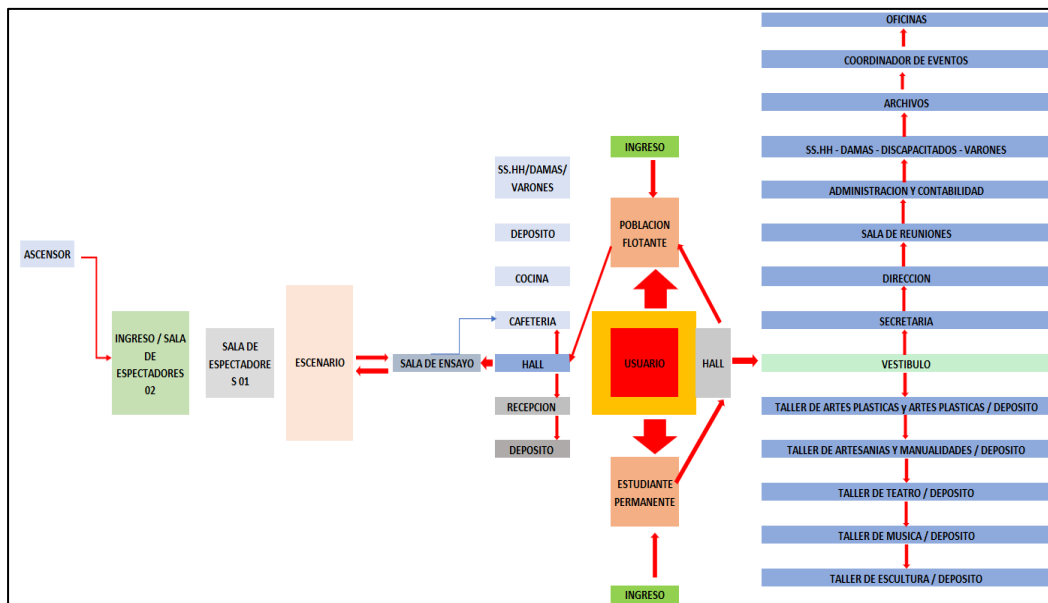 ASCENSOR
INGRESO / SALA
DE
ESPECTADORES
02
SALA DE
ESPECTADORE
S 01
ESCENARIO
SALA DE ENSAYO
SS.HH/DAMAS/
VARONES
DEPOSITO
COCINA
CAFETERIA
HALL
RECEPCION
DEPOSITO
INGRESO
POBLACION
FLOTANTE
USUARIO
HALL
ESTUDIANTE
PERMANENTE
INGRESO
OFICINAS
COORDINADOR DE EVENTOS
ARCHIVOS
SS.HH - DAMAS - DISCAPACITADOS - VARONES
ADMINISTRACION Y CONTABILIDAD
SALA DE REUNIONES
DIRECCION
SECRETARIA
VESTIBULO
TALLER DE ARTES PLASTICAS y ARTES PLASTICAS / DEPOSITO
TALLER DE ARTESANIAS Y MANUALIDADES / DEPOSITO
TALLER DE TEATRO / DEPOSITO
TALLER DE MUSICA / DEPOSITO
TALLER DE ESCULTURA / DEPOSITO